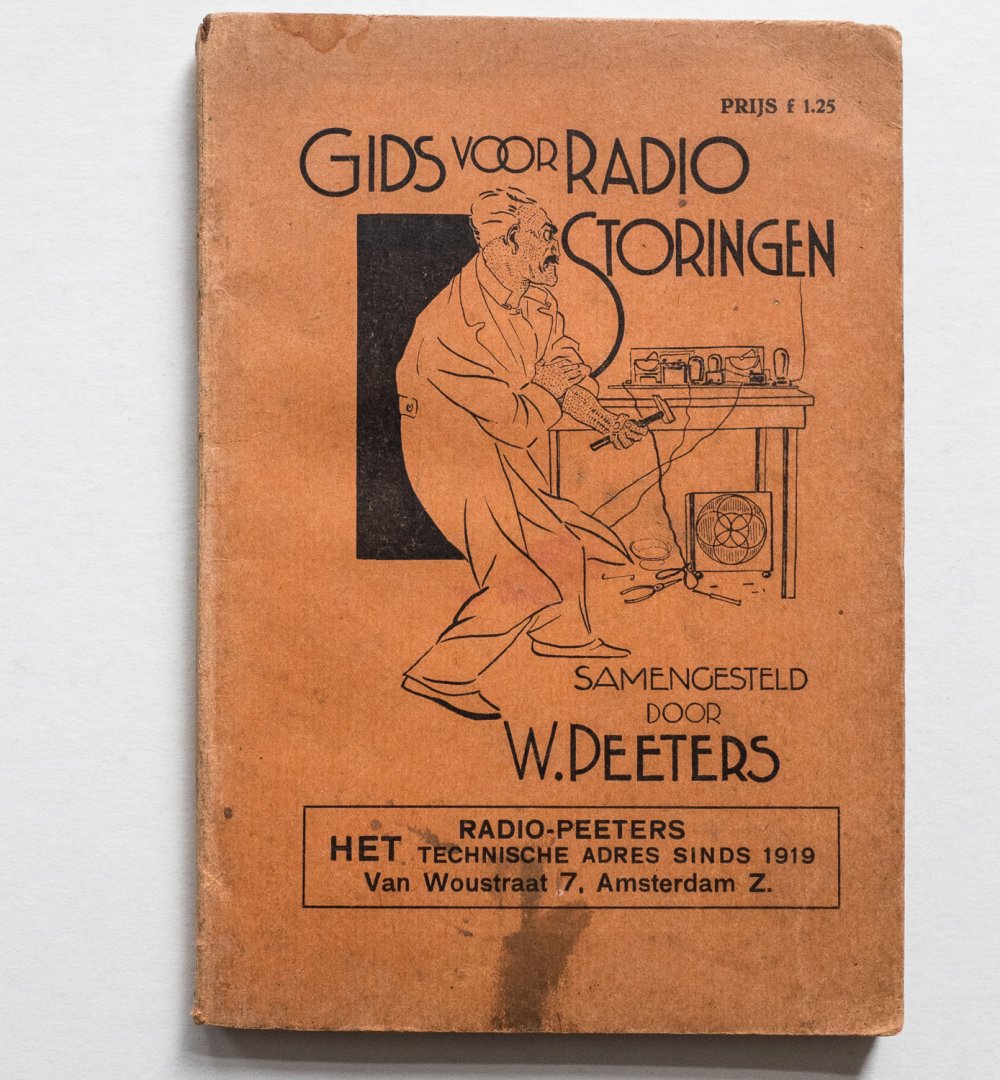 PRIJS f 1.25
GIDS VOOR RADIO
STORINGEN
SAMENGESTELD
DOOR
W. PEETERS
RADIO-PEETERS
HET TECHNISCHE ADRES SINDS 1919
Van Woustraat 7, Amsterdam Z.